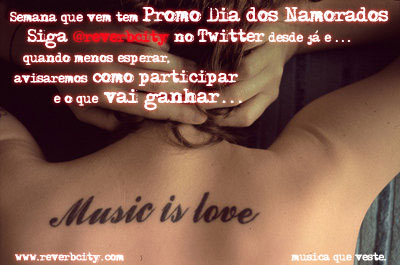 Semana que vem tem Promo Dia dos Namorados
Siga @reverbcity no Twitter desde já e ...
quando menos esperar,
avisaremos como participar
e o que vai ganhar...
Music is love
www.reverbcity.com
musica que veste.